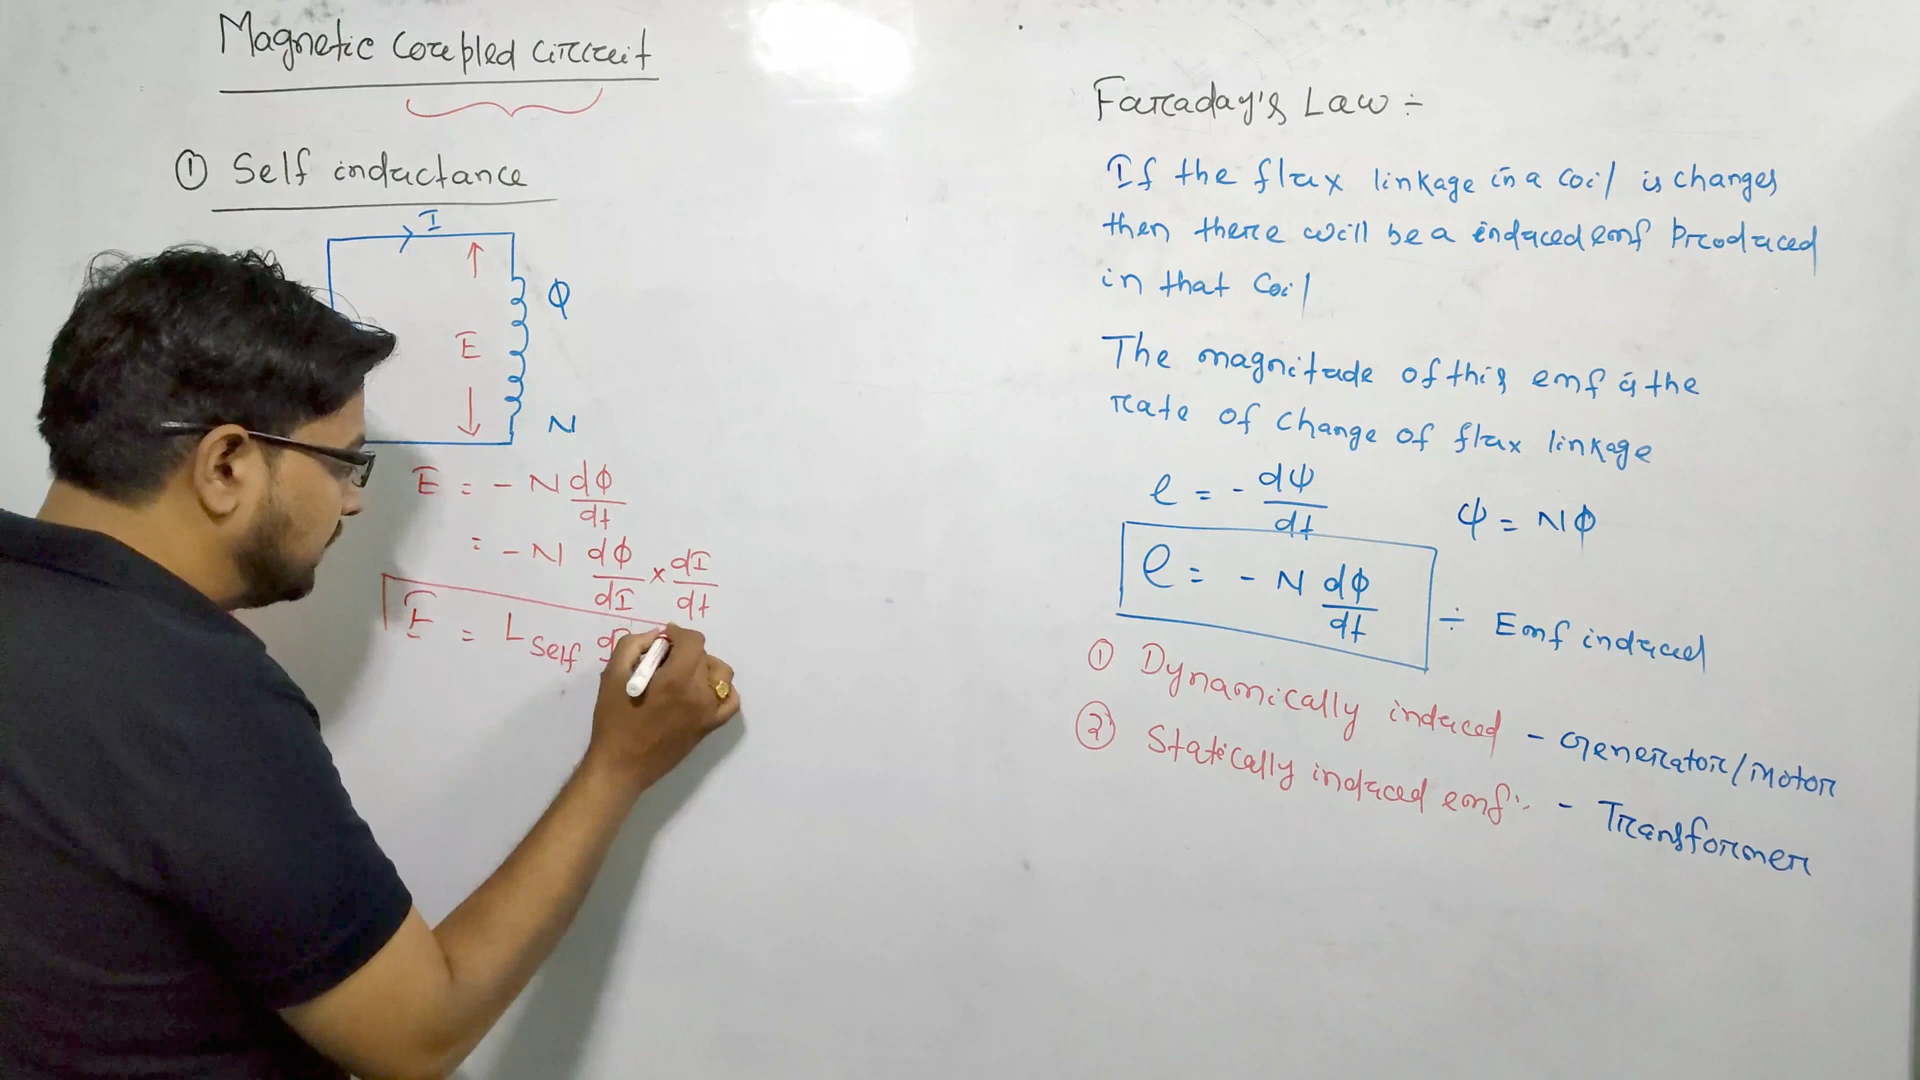 Magnetic Coupled Circuit
① Self inductance
I
Φ
E
N
E = - N dΦ/dt
= - N dΦ/dI × dI/dt
E = L Self
Faraday's Law ÷
If the flux linkage in a coil is changes
then there will be a induced emf Produced
in that Coil
The magnitude of this emf is the
rate of change of flux linkage
e = - dψ/dt
ψ = NΦ
e = - N dΦ/dt ÷ Emf induced
① Dynamically induced - Generator/Motor
② Statically induced emf :- - Transformer